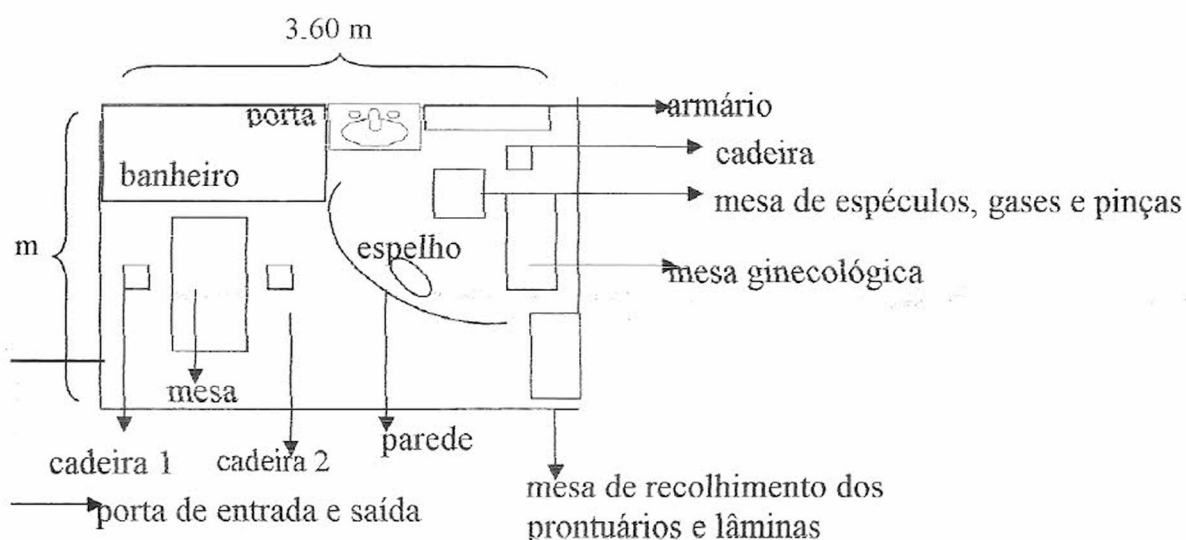 3.60 m
porta
armário
cadeira
banheiro
mesa de espéculos, gases e pinças
m
espelho
mesa ginecológica
mesa
parede
cadeira 1
cadeira 2
mesa de recolhimento dos
prontuários e lâminas
porta de entrada e saída